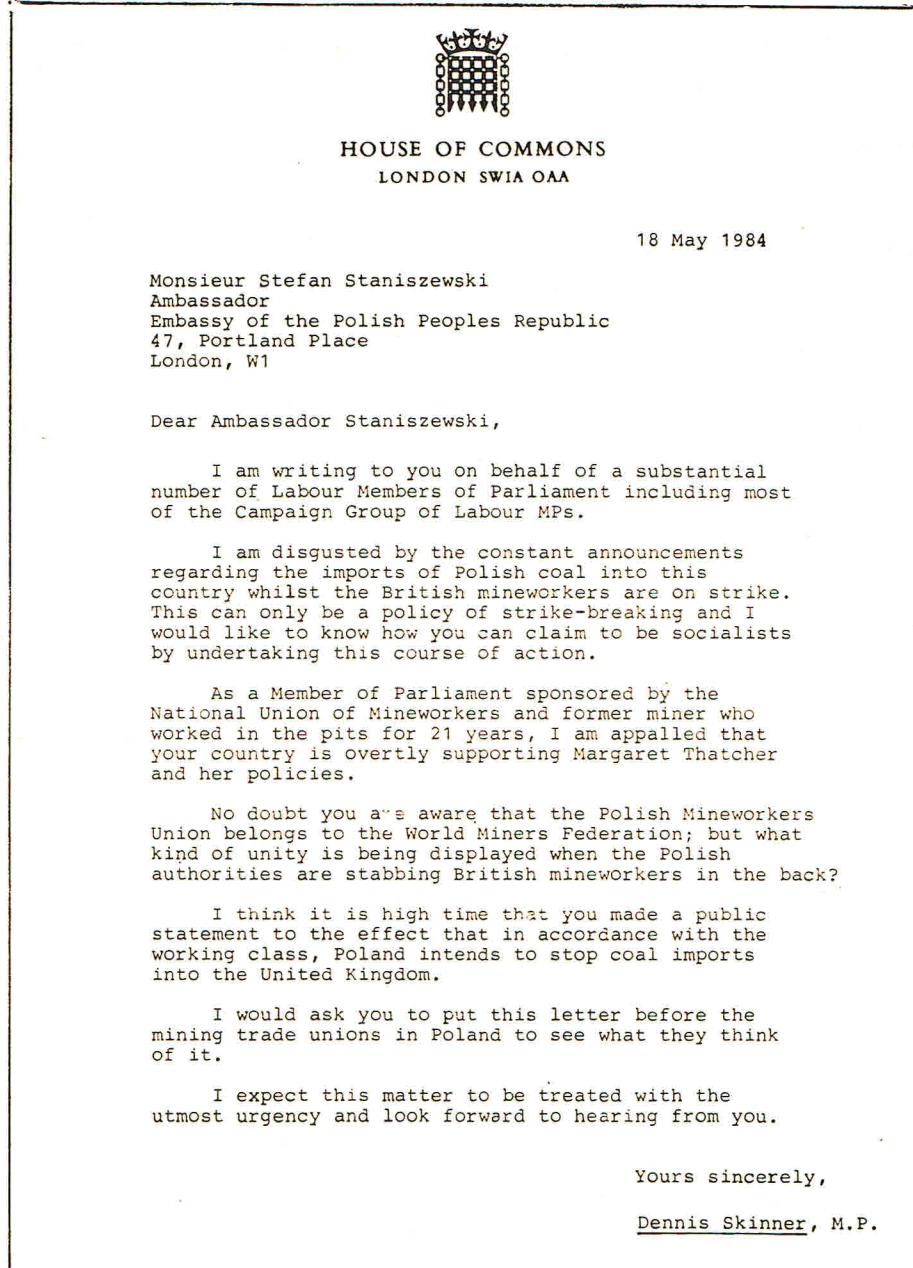 HOUSE OF COMMONS
LONDON SW1A 0AA
18 May 1984
Monsieur Stefan Staniszewski
Ambassador
Embassy of the Polish Peoples Republic
47, Portland Place
London, W1
Dear Ambassador Staniszewski,
I am writing to you on behalf of a substantial
number of Labour Members of Parliament including most
of the Campaign Group of Labour MPs.
I am disgusted by the constant announcements
regarding the imports of Polish coal into this
country whilst the British mineworkers are on strike.
This can only be a policy of strike-breaking and I
would like to know how you can claim to be socialists
by undertaking this course of action.
As a Member of Parliament sponsored by the
National Union of Mineworkers and former miner who
worked in the pits for 21 years, I am appalled that
your country is overtly supporting Margaret Thatcher
and her policies.
No doubt you are aware that the Polish Mineworkers
Union belongs to the World Miners Federation; but what
kind of unity is being displayed when the Polish
authorities are stabbing British mineworkers in the back?
I think it is high time that you made a public
statement to the effect that in accordance with the
working class, Poland intends to stop coal imports
into the United Kingdom.
I would ask you to put this letter before the
mining trade unions in Poland to see what they think
of it.
I expect this matter to be treated with the
utmost urgency and look forward to hearing from you.
Yours sincerely,
Dennis Skinner, M.P.